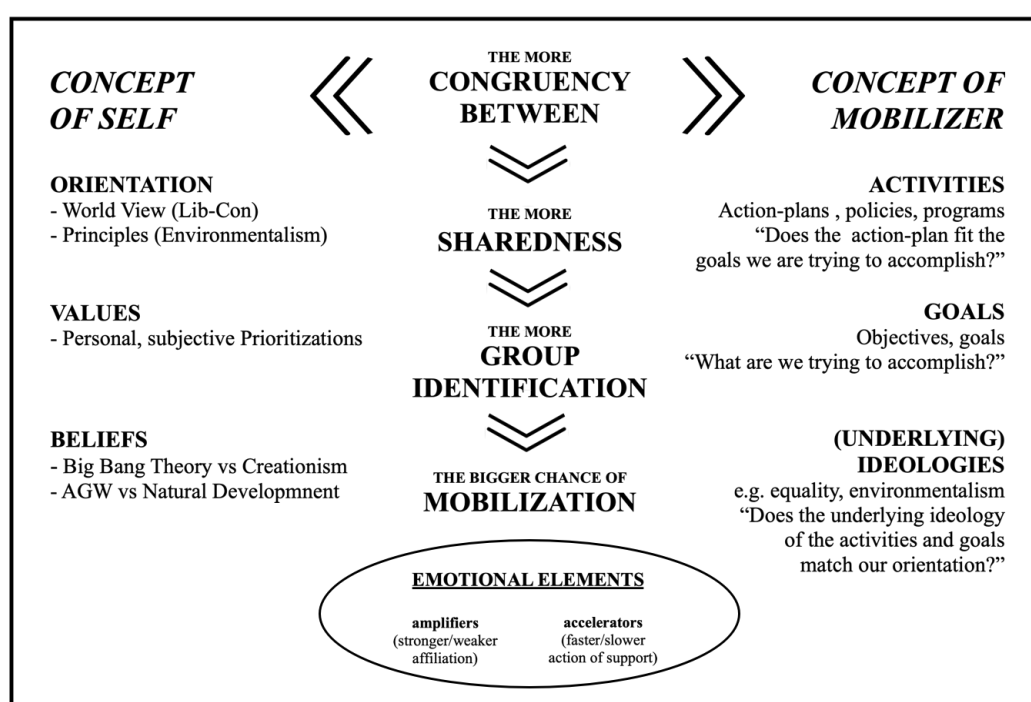 CONCEPT
OF SELF
THE MORE
CONGRUENCY
BETWEEN
CONCEPT OF
MOBILIZER
ORIENTATION
- World View (Lib-Con)
- Principles (Environmentalism)
VALUES
- Personal, subjective Prioritizations
BELIEFS
- Big Bang Theory vs Creationism
- AGW vs Natural Developmnent
THE MORE
SHAREDNESS
THE MORE
GROUP
IDENTIFICATION
THE BIGGER CHANCE OF
MOBILIZATION
ACTIVITIES
Action-plans , policies, programs
“Does the action-plan fit the
goals we are trying to accomplish?”
GOALS
Objectives, goals
“What are we trying to accomplish?”
(UNDERLYING)
IDEOLOGIES
e.g. equality, environmentalism
“Does the underlying ideology
of the activities and goals
match our orientation?”
EMOTIONAL ELEMENTS
amplifiers
(stronger/weaker
affiliation)
accelerators
(faster/slower
action of support)